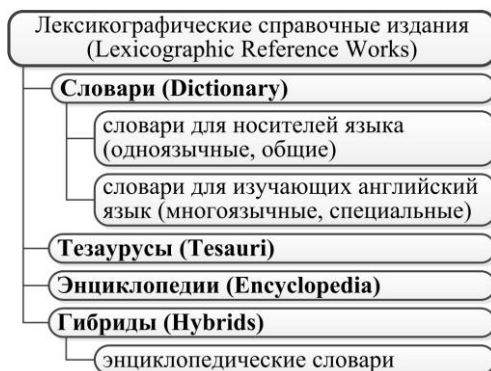 Лексикографические справочные издания
(Lexicographic Reference Works)
Словари (Dictionary)
словари для носителей языка
(одноязычные, общие)
словари для изучающих английский
язык (многоязычные, специальные)
Тезаурусы (Tesauri)
Энциклопедии (Encyclopedia)
Гибриды (Hybrids)
энциклопедические словари